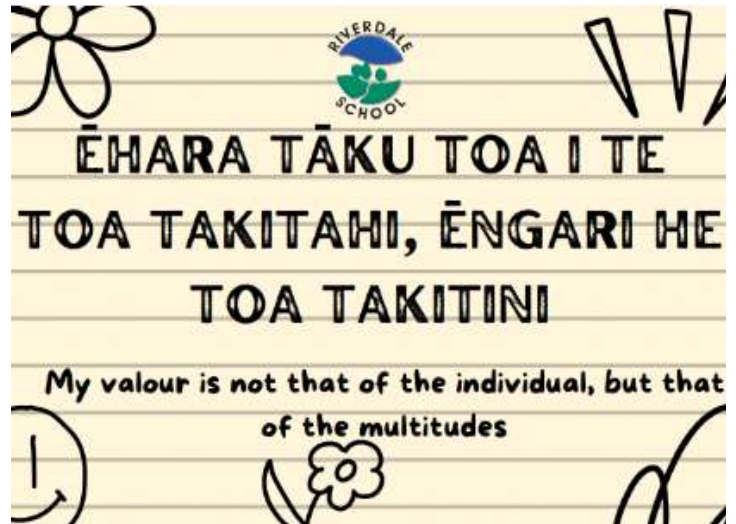 RIVERDALE
SCHOOL
ĒHARA TĀKU TOA I TE
TOA TAKITAHI, ĒNGARI HE
TOA TAKITINI
My valour is not that of the individual, but that
of the multitudes